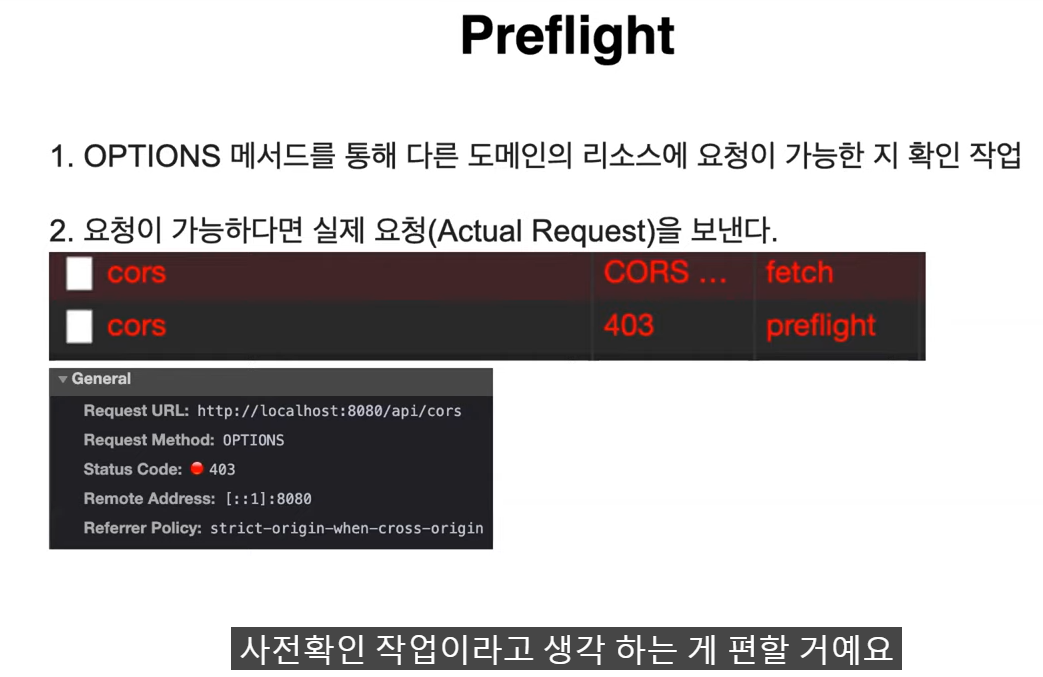 Preflight
1. OPTIONS 메서드를 통해 다른 도메인의 리소스에 요청이 가능한 지 확인 작업
2. 요청이 가능하다면 실제 요청(Actual Request)을 보낸다.
cors CORS ... fetch
cors 403 preflight
General
Request URL: http://localhost:8080/api/cors
Request Method: OPTIONS
Status Code: 403
Remote Address: [::1]:8080
Referrer Policy: strict-origin-when-cross-origin
사전확인 작업이라고 생각 하는 게 편할 거예요